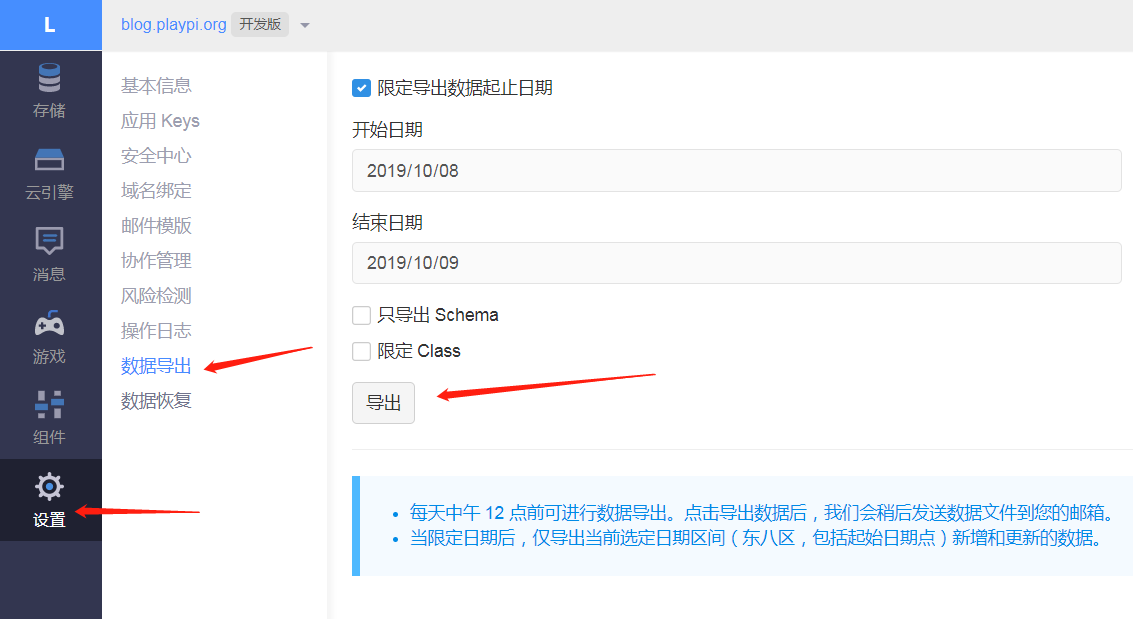 L
blog.playpi.org 开发版
存储
云引擎
消息
游戏
组件
设置
基本信息
应用 Keys
安全中心
域名绑定
邮件模版
协作管理
风险检测
操作日志
数据导出
数据恢复
限定导出数据起止日期
开始日期
2019/10/08
结束日期
2019/10/09
只导出 Schema
限定 Class
导出
每天中午 12 点前可进行数据导出。点击导出数据后，我们会稍后发送数据文件到您的邮箱。
当限定日期后，仅导出当前选定日期区间（东八区，包括起始日期点）新增和更新的数据。